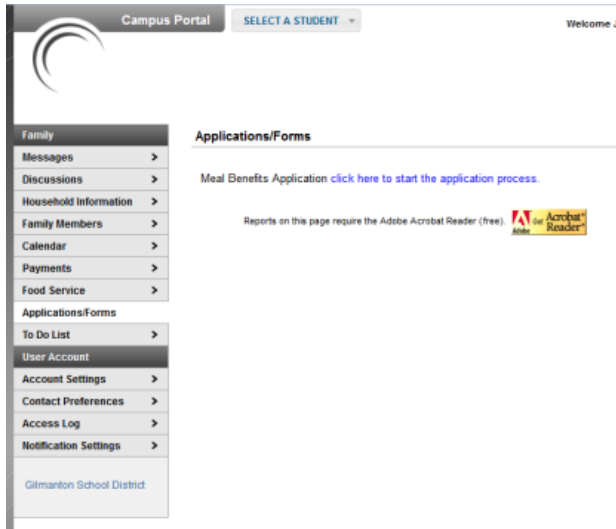 Campus Portal
SELECT A STUDENT
Welcome J
Family
Messages
Discussions
Household Information
Family Members
Calendar
Payments
Food Service
Applications/Forms
To Do List
User Account
Account Settings
Contact Preferences
Access Log
Notification Settings
Gilmanton School District
Applications/Forms
Meal Benefits Application click here to start the application process.
Reports on this page require the Adobe Acrobat Reader (free).
Adobe
Get Acrobat®
Reader®